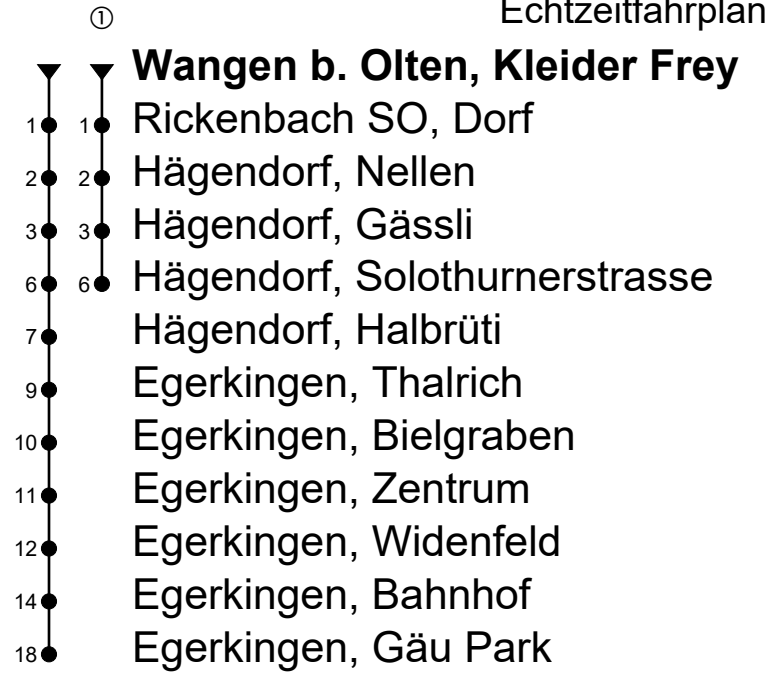 Echtzeitfahrplan
①
Wangen b. Olten, Kleider Frey
1 1 Rickenbach SO, Dorf
2 2 Hägendorf, Nellen
3 3 Hägendorf, Gässli
6 6 Hägendorf, Solothurnerstrasse
7 Hägendorf, Halbrüti
9 Egerkingen, Thalrich
10 Egerkingen, Bielgraben
11 Egerkingen, Zentrum
12 Egerkingen, Widenfeld
14 Egerkingen, Bahnhof
18 Egerkingen, Gäu Park